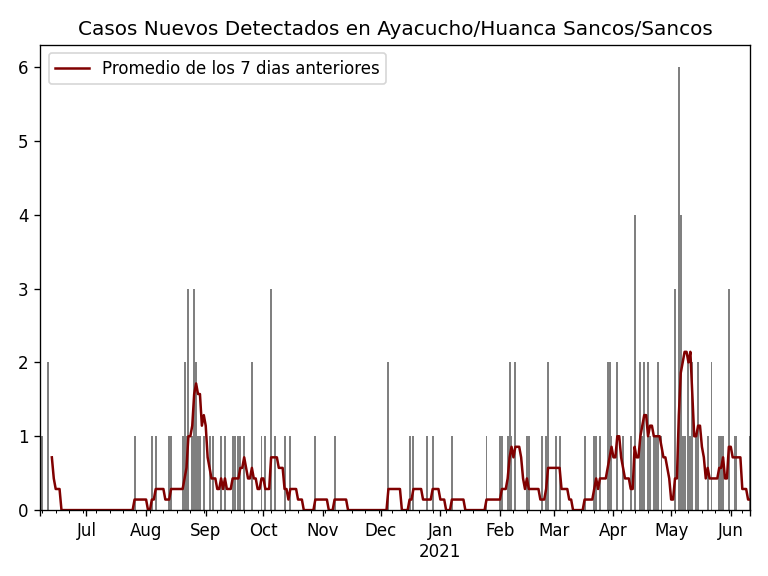 Casos Nuevos Detectados en Ayacucho/Huanca Sancos/Sancos
Promedio de los 7 dias anteriores
6
5
4
3
2
1
0
Jul Aug Sep Oct Nov Dec Jan Feb Mar Apr May Jun
2021